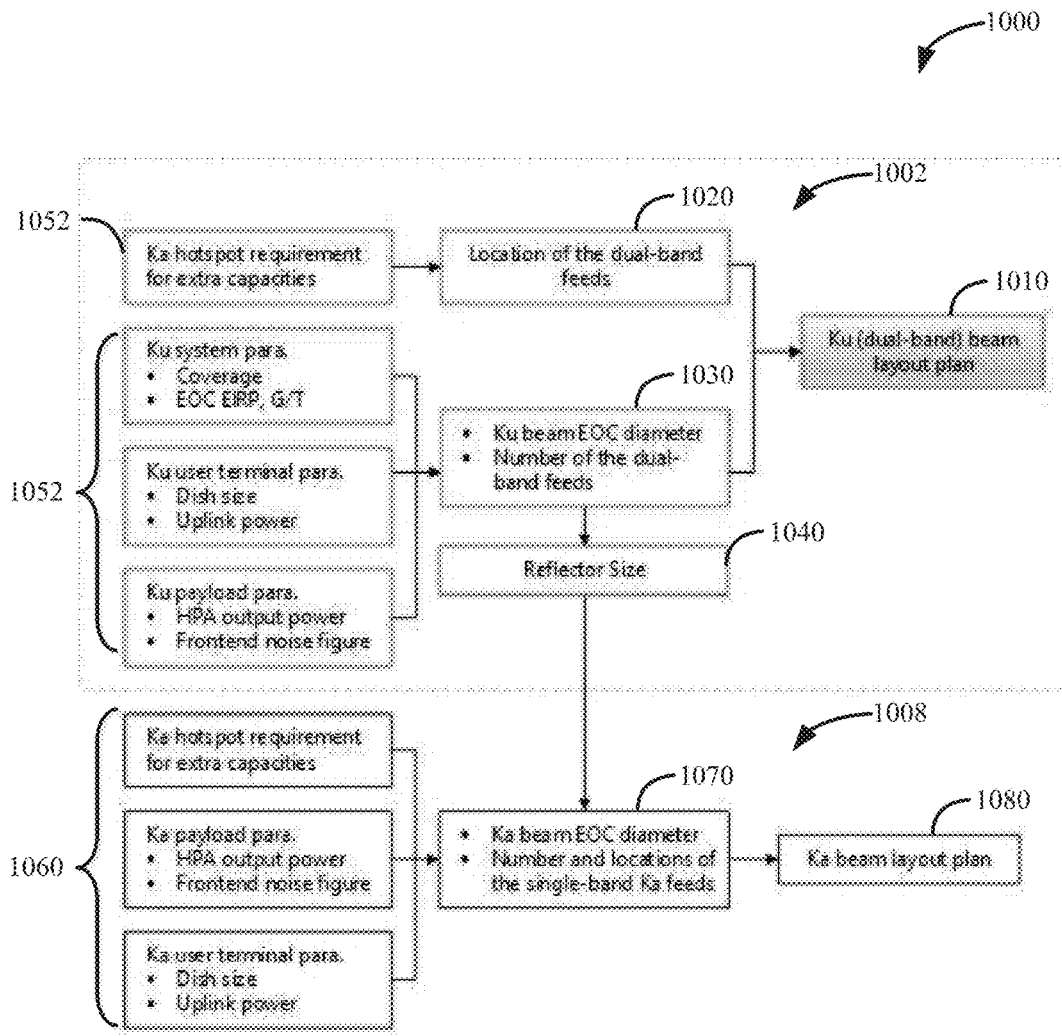 1000
1002
1052
Ka hotspot requirement
for extra capacities
1020
Location of the dual-band
feeds
1010
Ku (dual-band) beam
layout plan
1052
Ku system para.
• Coverage
• EOC EIRP, G/T
Ku user terminal para.
• Dish size
• Uplink power
Ku payload para.
• HPA output power
• Frontend noise figure
1030
• Ku beam EOC diameter
• Number of the dual-
band feeds
1040
Reflector Size
1008
1060
Ka hotspot requirement
for extra capacities
Ka payload para.
• HPA output power
• Frontend noise figure
Ka user terminal para.
• Dish size
• Uplink power
1070
• Ka beam EOC diameter
• Number and locations of
the single-band Ka feeds
1080
Ka beam layout plan